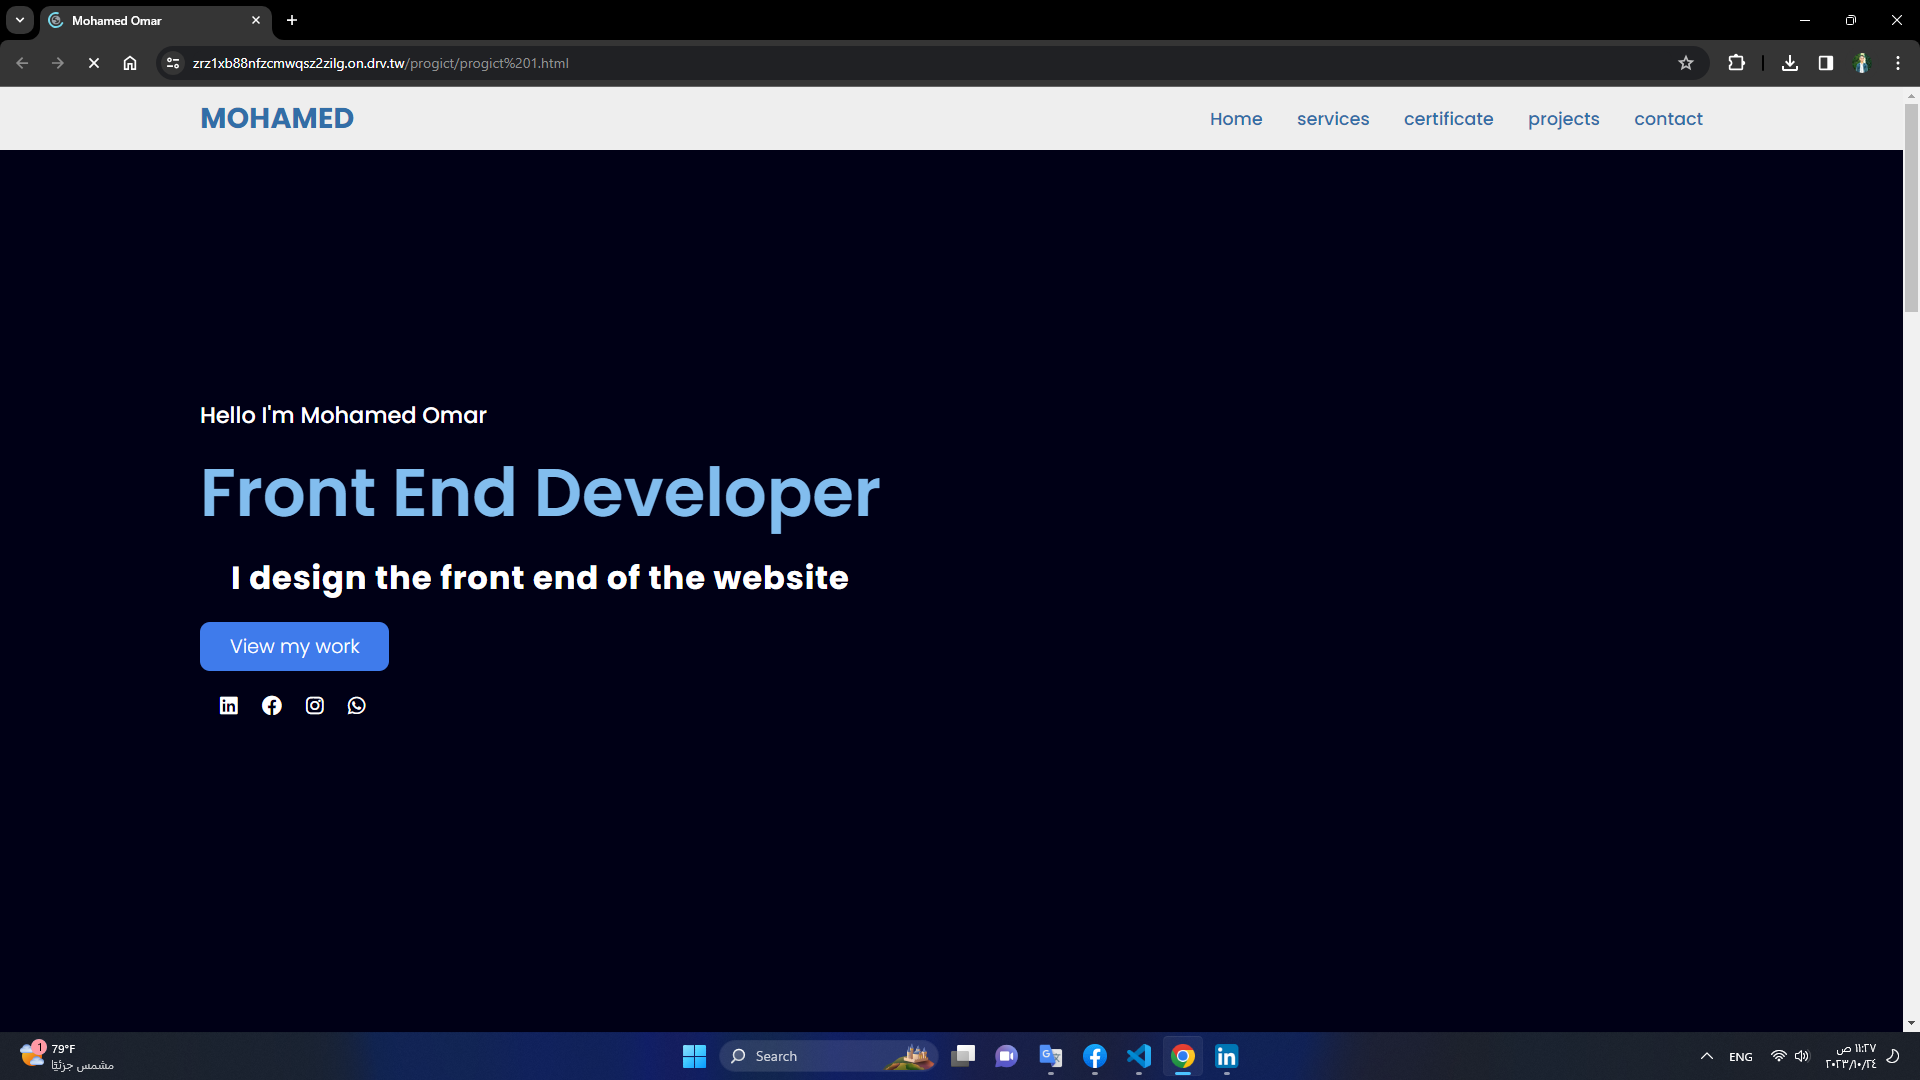 Mohamed Omar
zrz1xb88nfzcmwqsz2zilg.on.drv.tw/progict/progict%201.html
MOHAMED
Home services certificate projects contact
Hello I'm Mohamed Omar
Front End Developer
I design the front end of the website
View my work
1
79°F
مشمس جزئيًا
Search
ENG
١١:٢٧ ص
٢٠٢٣/١٠/٢٤